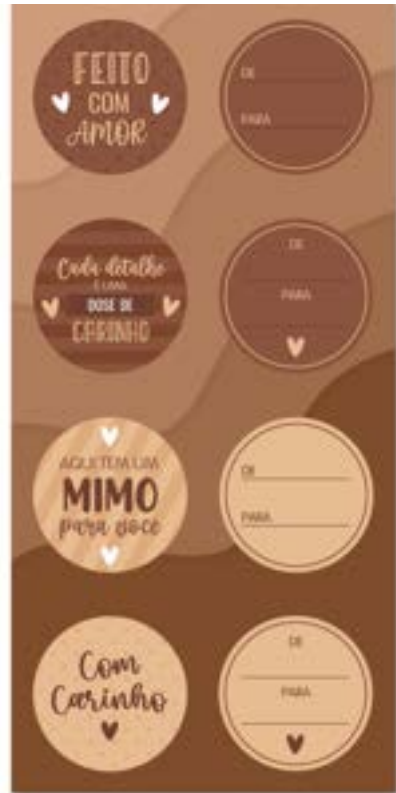 FEITO
COM
AMOR
DE
PARA
Cada detalhe
É UMA
DOSE DE
CARINHO
DE
PARA
AQUI TEM UM
MIMO
para você
DE
PARA
Com
Carinho
DE
PARA